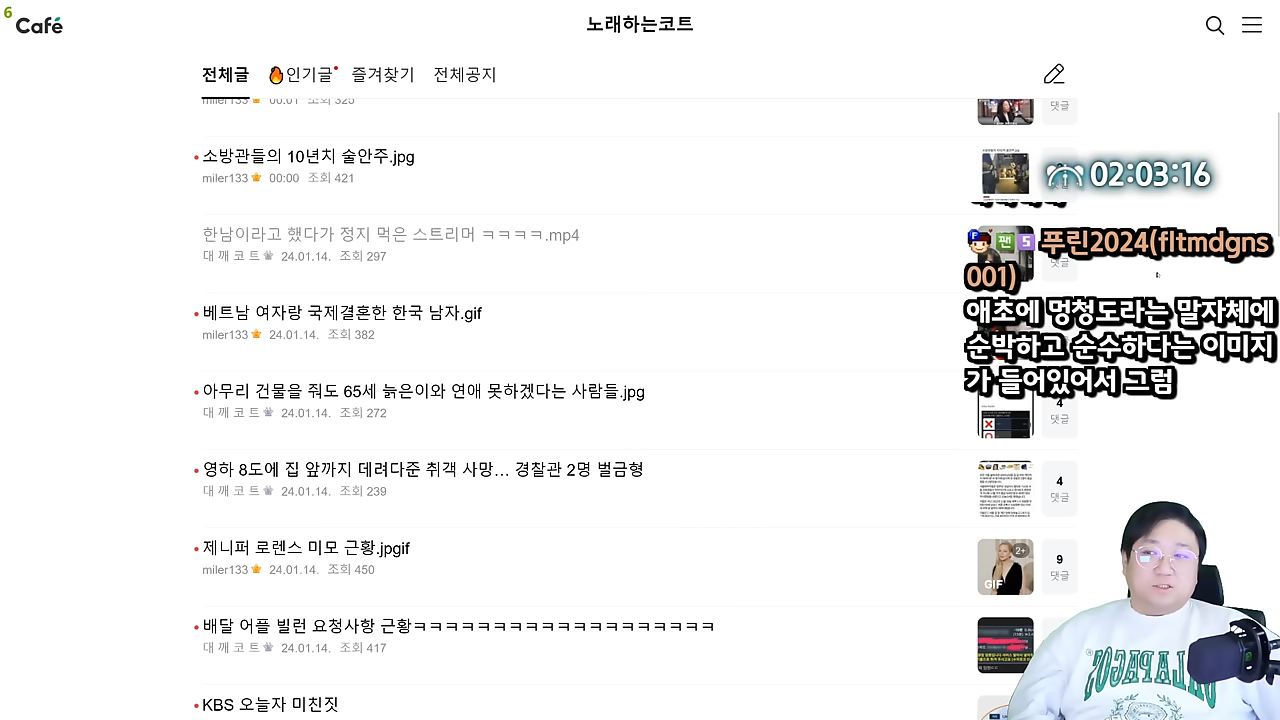 6
Café
노래하는코트
전체글 🔥인기글 즐겨찾기 전체공지
miler133 00:01 조회 325
댓글
소방관들의 10년치 술안주.jpg
miler133 00:00 조회 421
02:03:16
한남이라고 했다가 정지 먹은 스트리머 ㅋㅋㅋㅋ.mp4
대 깨 코 트 24.01.14. 조회 297
댓글
F 팬 5 푸린2024(fltmdgns
001)
애초에 멍청도라는 말자체에
순박하고 순수하다는 이미지
가 들어있어서 그럼
베트남 여자랑 국제결혼한 한국 남자.gif
miler133 24.01.14. 조회 382
아무리 건물을 줘도 65세 늙은이와 연애 못하겠다는 사람들.jpg
대 깨 코 트 24.01.14. 조회 272
4
댓글
영하 8도에 집 앞까지 데려다준 취객 사망… 경찰관 2명 벌금형
대 깨 코 트 조회
4
댓글
제니퍼 로렌스 미모 근황.jpgif
miler133 24.01.14. 조회 450
2+
GIF
9
댓글
배달 어플 빌런 요청사항 근황ㅋㅋㅋㅋㅋㅋㅋㅋㅋㅋㅋㅋㅋㅋㅋㅋㅋㅋㅋ
대 깨 코 트 조회
KBS 오늘자 미친짓